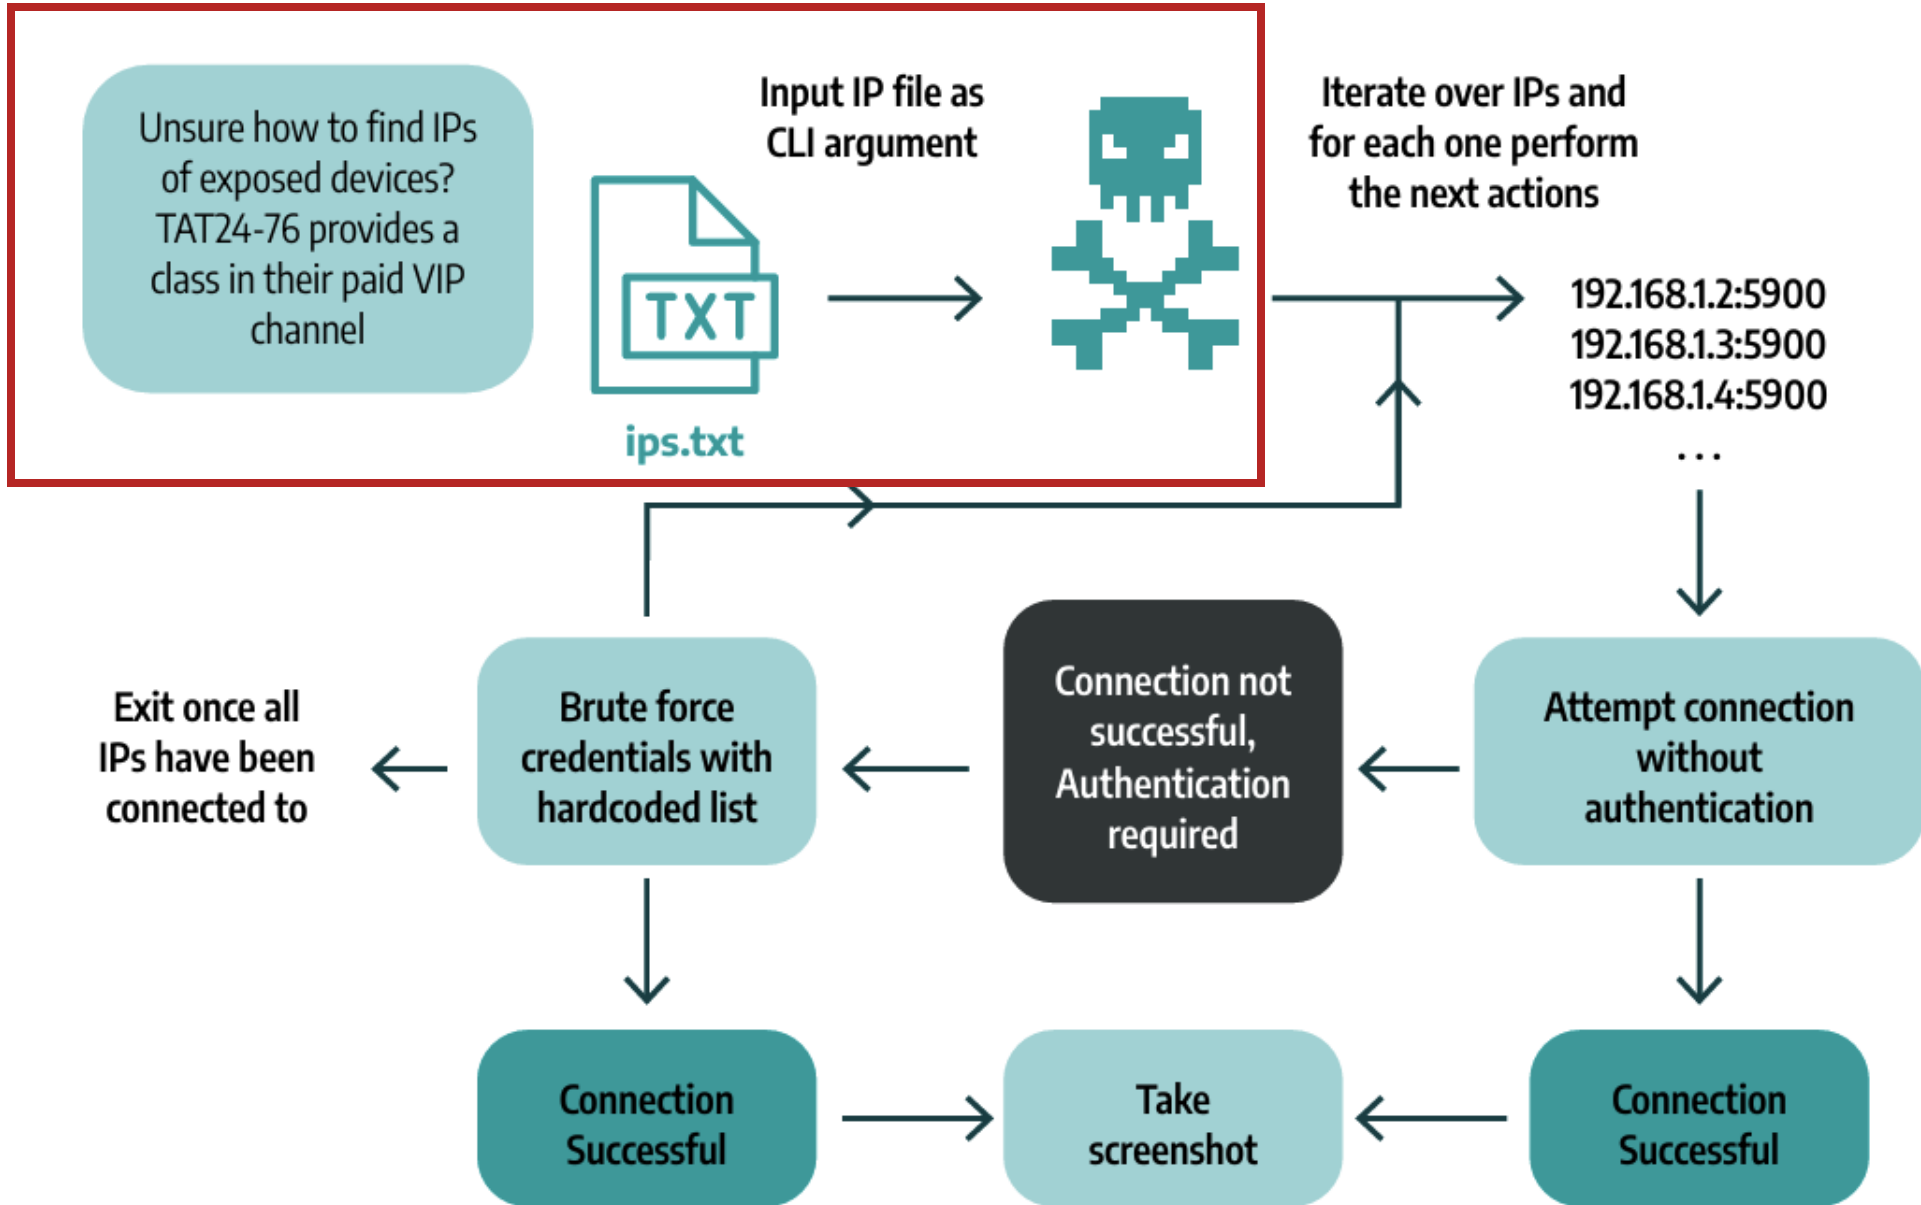 Unsure how to find IPs
of exposed devices?
TAT24-76 provides a
class in their paid VIP
channel
TXT
ips.txt
Input IP file as
CLI argument
Iterate over IPs and
for each one perform
the next actions
192.168.1.2:5900
192.168.1.3:5900
192.168.1.4:5900
...
Attempt connection
without
authentication
Connection not
successful,
Authentication
required
Brute force
credentials with
hardcoded list
Exit once all
IPs have been
connected to
Connection
Successful
Take
screenshot
Connection
Successful